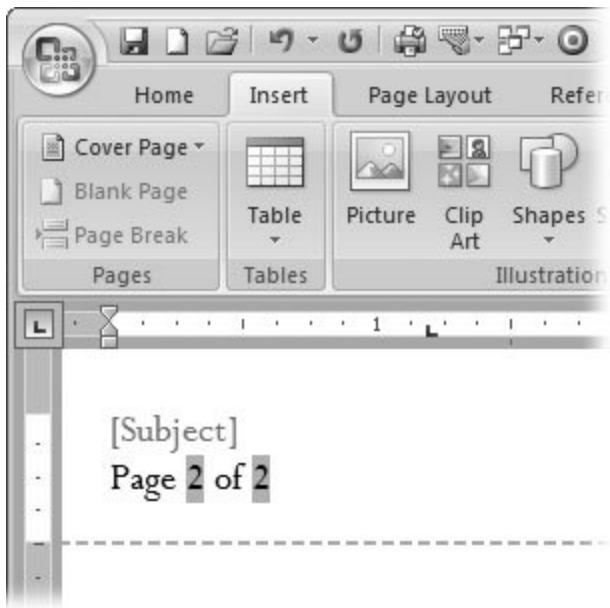 Home Insert Page Layout Refer
Cover Page
Blank Page
Page Break
Table
Picture
Clip Art
Shapes
Pages
Tables
Illustration
1
[Subject]
Page 2 of 2